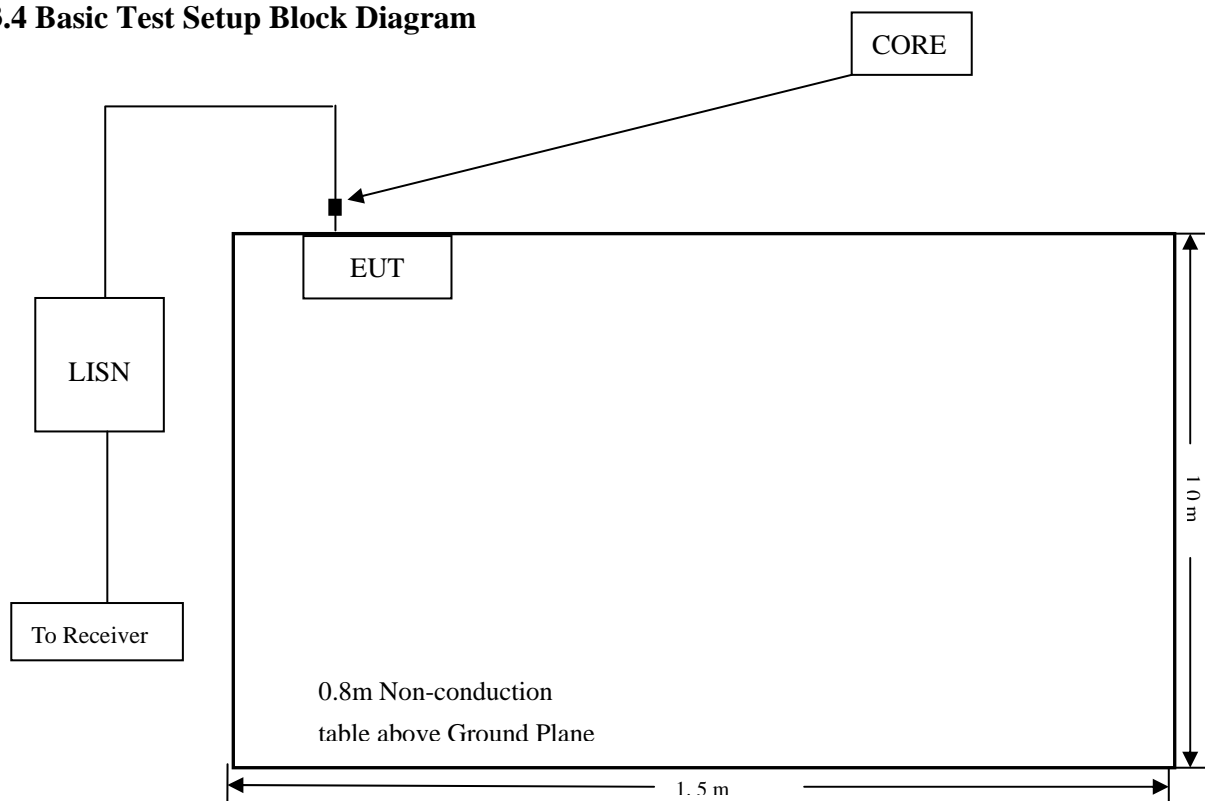 3.4 Basic Test Setup Block Diagram
CORE
EUT
LISN
1.0 m
To Receiver
0.8m Non-conduction
table above Ground Plane
1.5 m